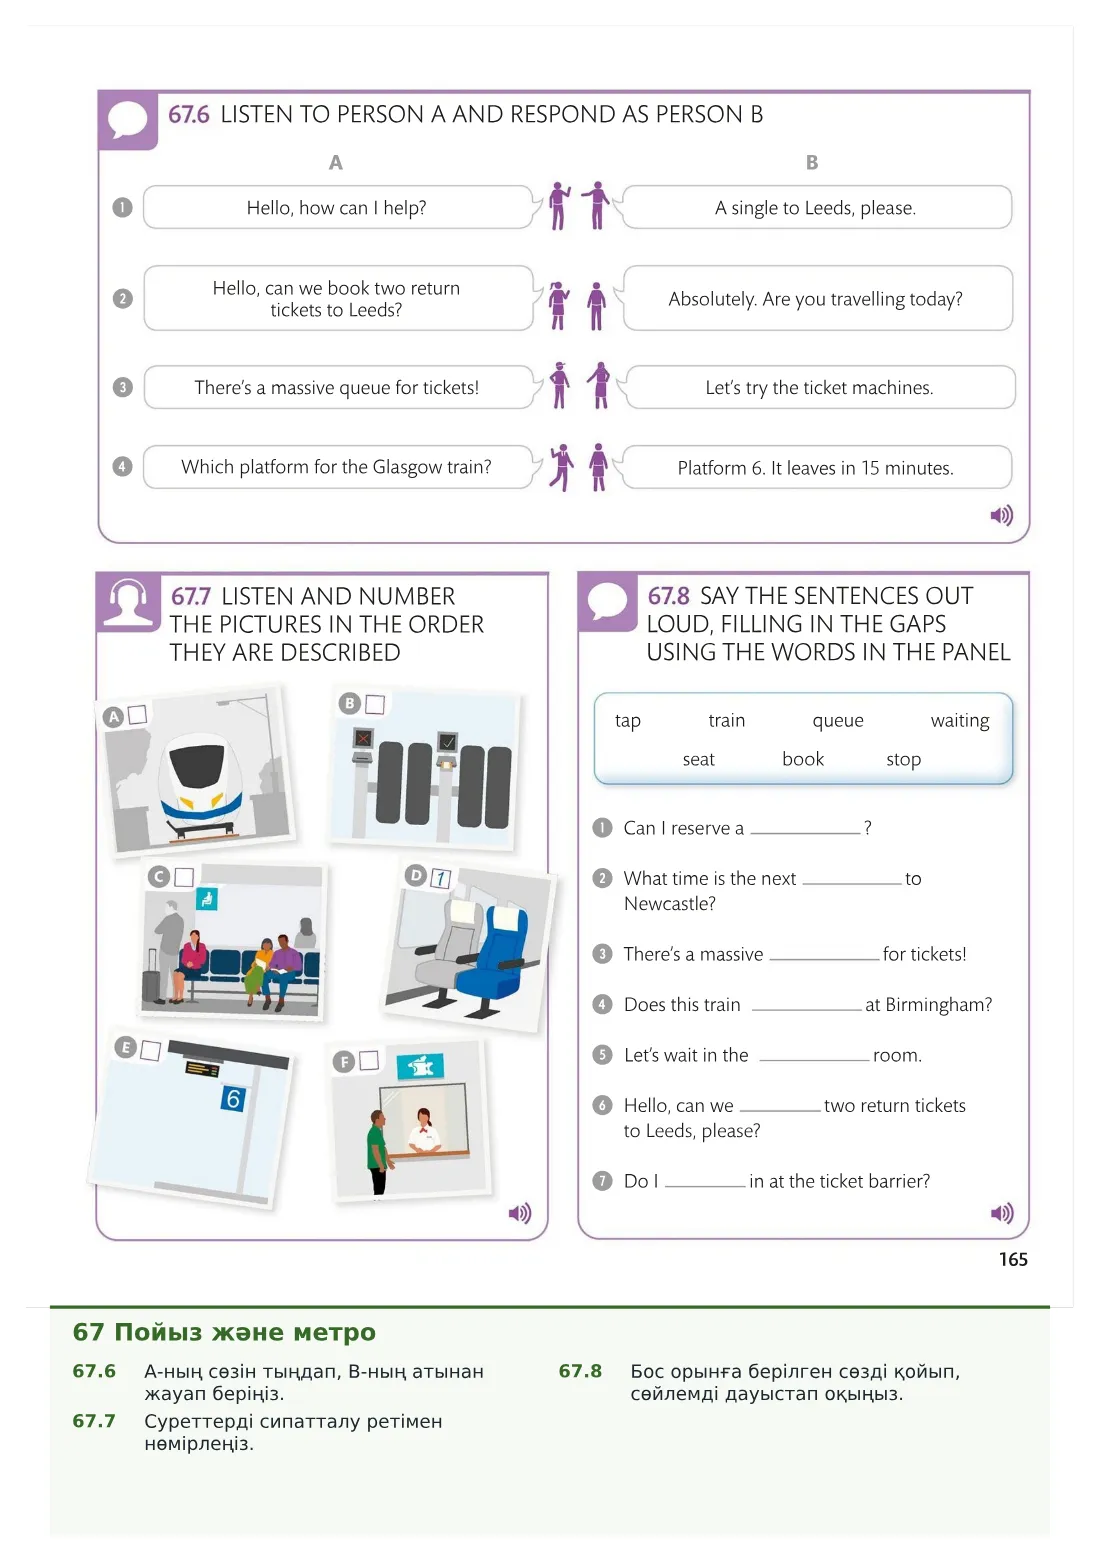 67.6 LISTEN TO PERSON A AND RESPOND AS PERSON B
A
B
1 Hello, how can I help?
A single to Leeds, please.
2 Hello, can we book two return
tickets to Leeds?
Absolutely. Are you travelling today?
3 There's a massive queue for tickets!
Let's try the ticket machines.
4 Which platform for the Glasgow train?
Platform 6. It leaves in 15 minutes.
67.7 LISTEN AND NUMBER
THE PICTURES IN THE ORDER
THEY ARE DESCRIBED
A
B
C
D 1
E
6
F
67.8 SAY THE SENTENCES OUT
LOUD, FILLING IN THE GAPS
USING THE WORDS IN THE PANEL
tap train queue waiting
seat book stop
1 Can I reserve a ____________ ?
2 What time is the next ___________ to
Newcastle?
3 There's a massive ____________ for tickets!
4 Does this train ____________ at Birmingham?
5 Let's wait in the ____________ room.
6 Hello, can we _________ two return tickets
to Leeds, please?
7 Do I _________ in at the ticket barrier?
165
67 Пойыз және метро
67.6 А-ның сөзін тыңдап, В-ның атынан
жауап беріңіз.
67.7 Суреттерді сипатталу ретімен
нөмірлеңіз.
67.8 Бос орынға берілген сөзді қойып,
сөйлемді дауыстап оқыңыз.